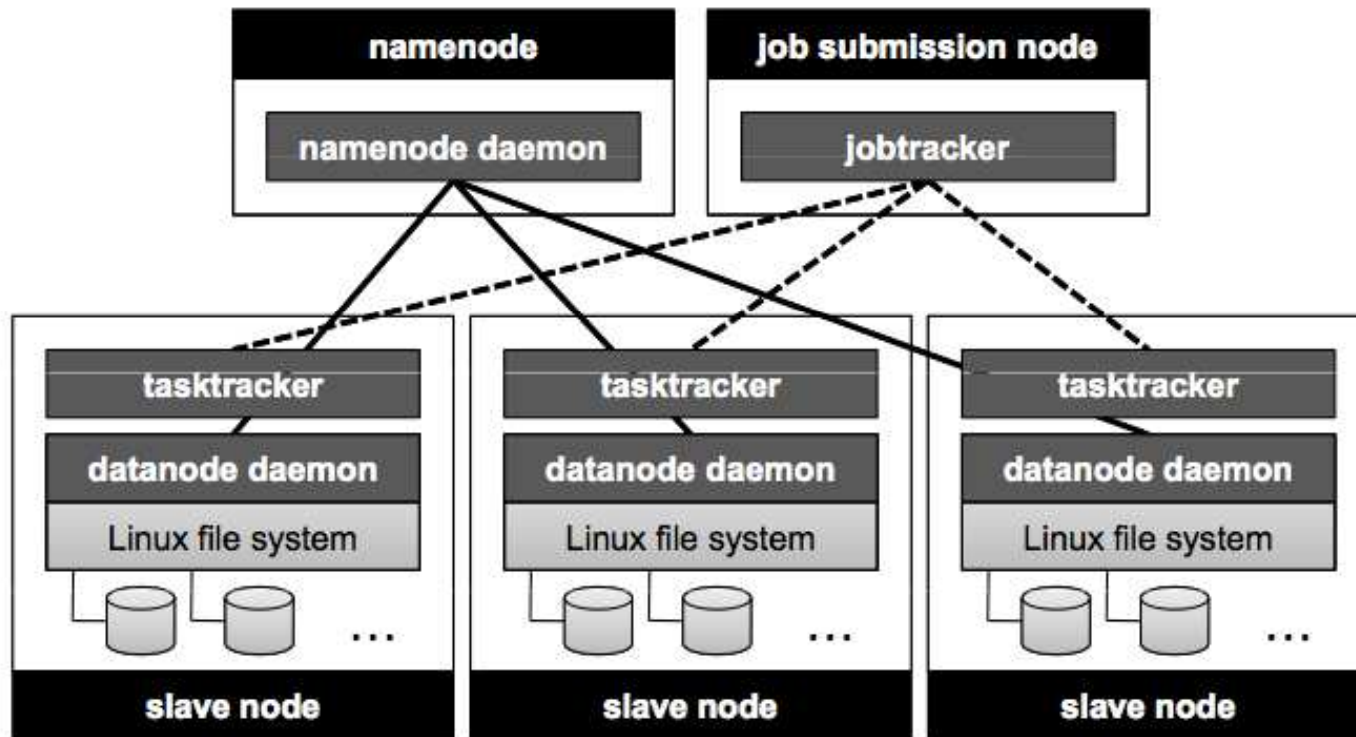 namenode
job submission node
namenode daemon
jobtracker
tasktracker
tasktracker
tasktracker
datanode daemon
datanode daemon
datanode daemon
Linux file system
Linux file system
Linux file system
...
...
...
slave node
slave node
slave node